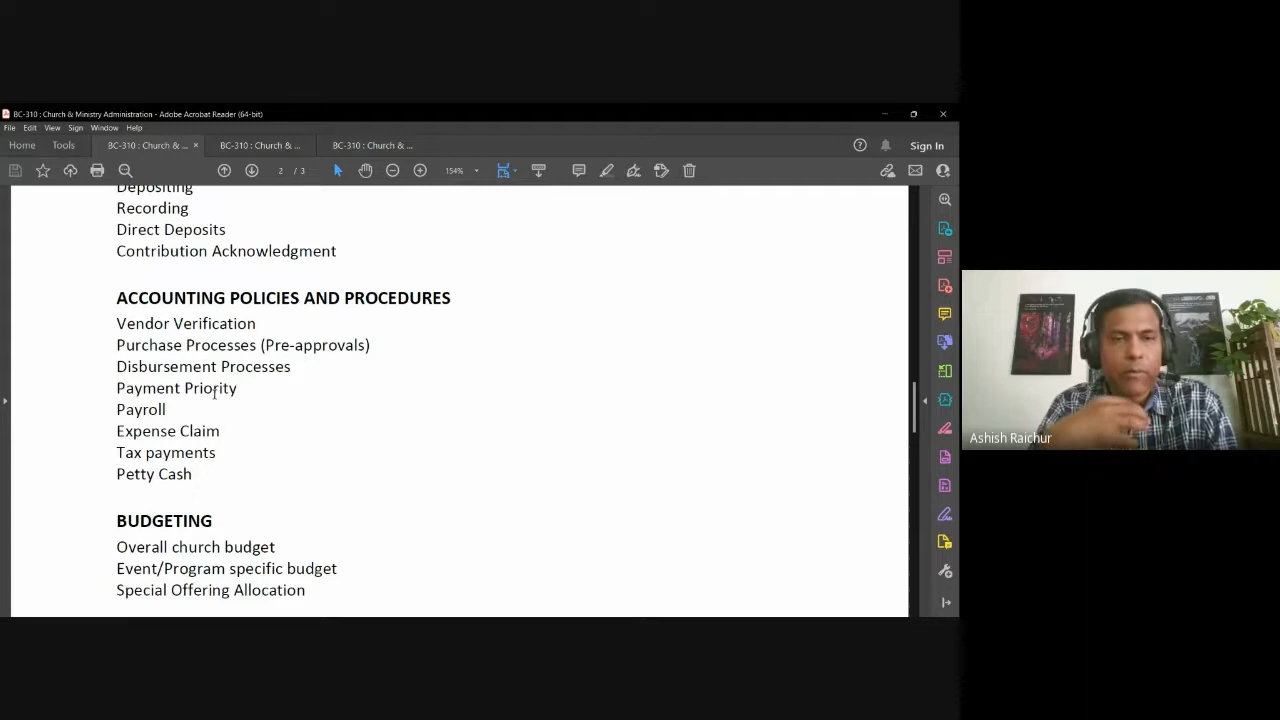 BC-310 : Church & Ministry Administration - Adobe Acrobat Reader (64-bit)
File Edit View Sign Window Help
Home Tools BC-310 : Church & ... × BC-310 : Church & ... BC-310 : Church & ... Sign In
2 / 3 154%
Depositing
Recording
Direct Deposits
Contribution Acknowledgment
ACCOUNTING POLICIES AND PROCEDURES
Vendor Verification
Purchase Processes (Pre-approvals)
Disbursement Processes
Payment Priority
Payroll
Expense Claim
Tax payments
Petty Cash
BUDGETING
Overall church budget
Event/Program specific budget
Special Offering Allocation
Ashish Raichur